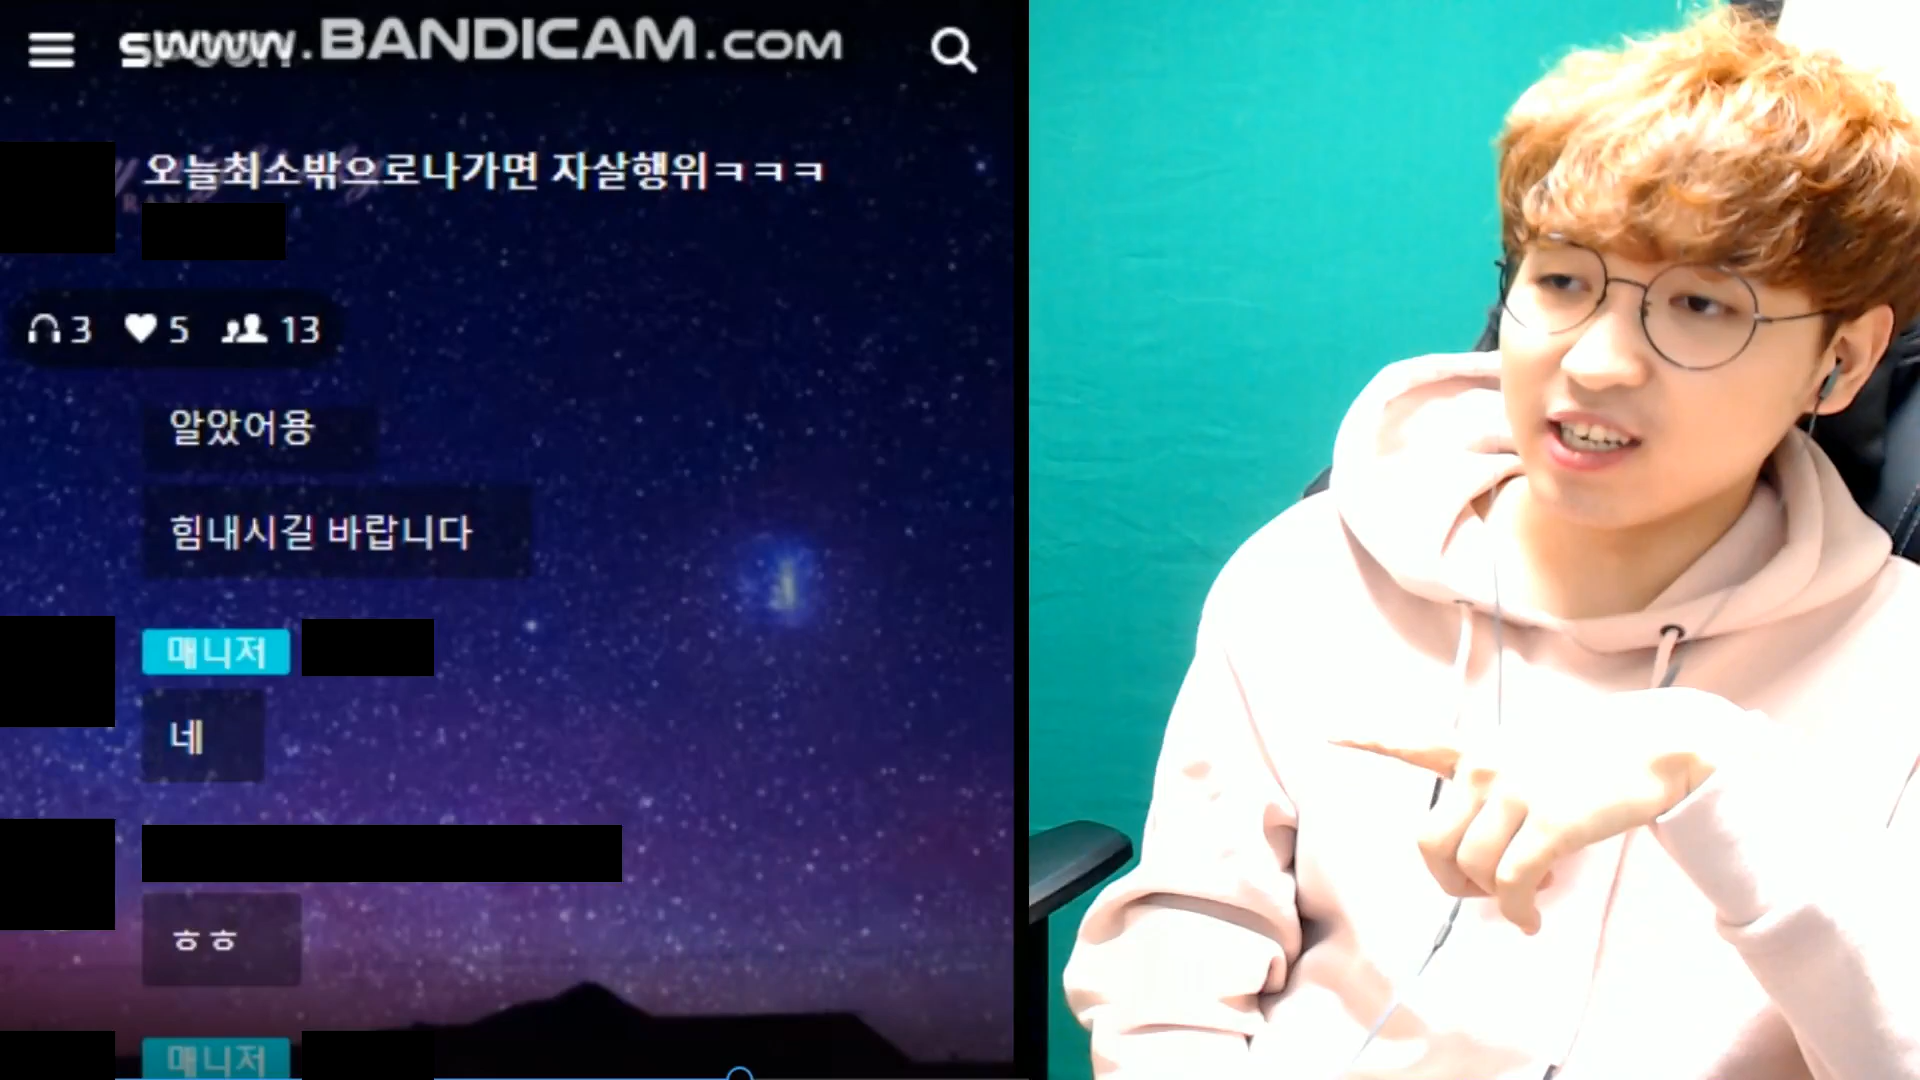 www.BANDICAM.COM
SPOON
오늘최소밖으로나가면 자살행위ㅋㅋㅋ
3 5 13
알았어용
힘내시길 바랍니다
매니저
네
ㅎㅎ
매니저